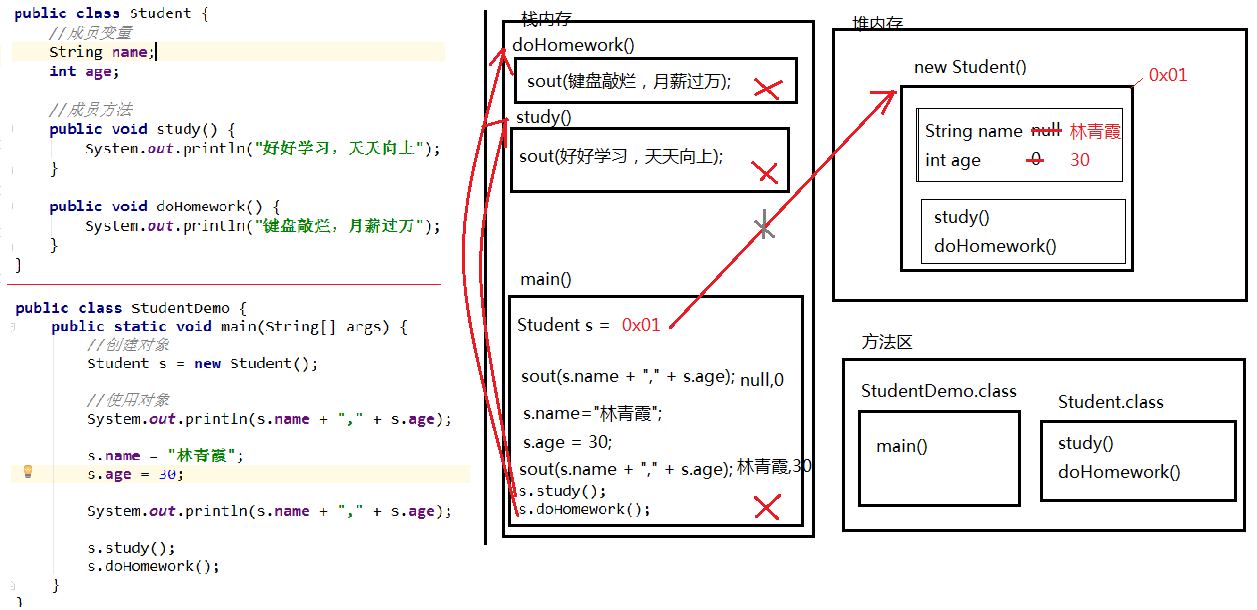 public class Student {
//成员变量
String name;
int age;
//成员方法
public void study() {
System.out.println("好好学习，天天向上");
}
public void doHomework() {
System.out.println("键盘敲烂，月薪过万");
}
}
public class StudentDemo {
public static void main(String[] args) {
//创建对象
Student s = new Student();
//使用对象
System.out.println(s.name + "," + s.age);
s.name = "林青霞";
s.age = 30;
System.out.println(s.name + "," + s.age);
s.study();
s.doHomework();
}
}
栈内存
doHomework()
sout(键盘敲烂，月薪过万);
study()
sout(好好学习，天天向上);
main()
Student s = 0x01
sout(s.name + "," + s.age); null,0
s.name="林青霞";
s.age = 30;
sout(s.name + "," + s.age); 林青霞,30
s.study();
s.doHomework();
堆内存
new Student()
0x01
String name null 林青霞
int age 0 30
study()
doHomework()
方法区
StudentDemo.class
main()
Student.class
study()
doHomework()